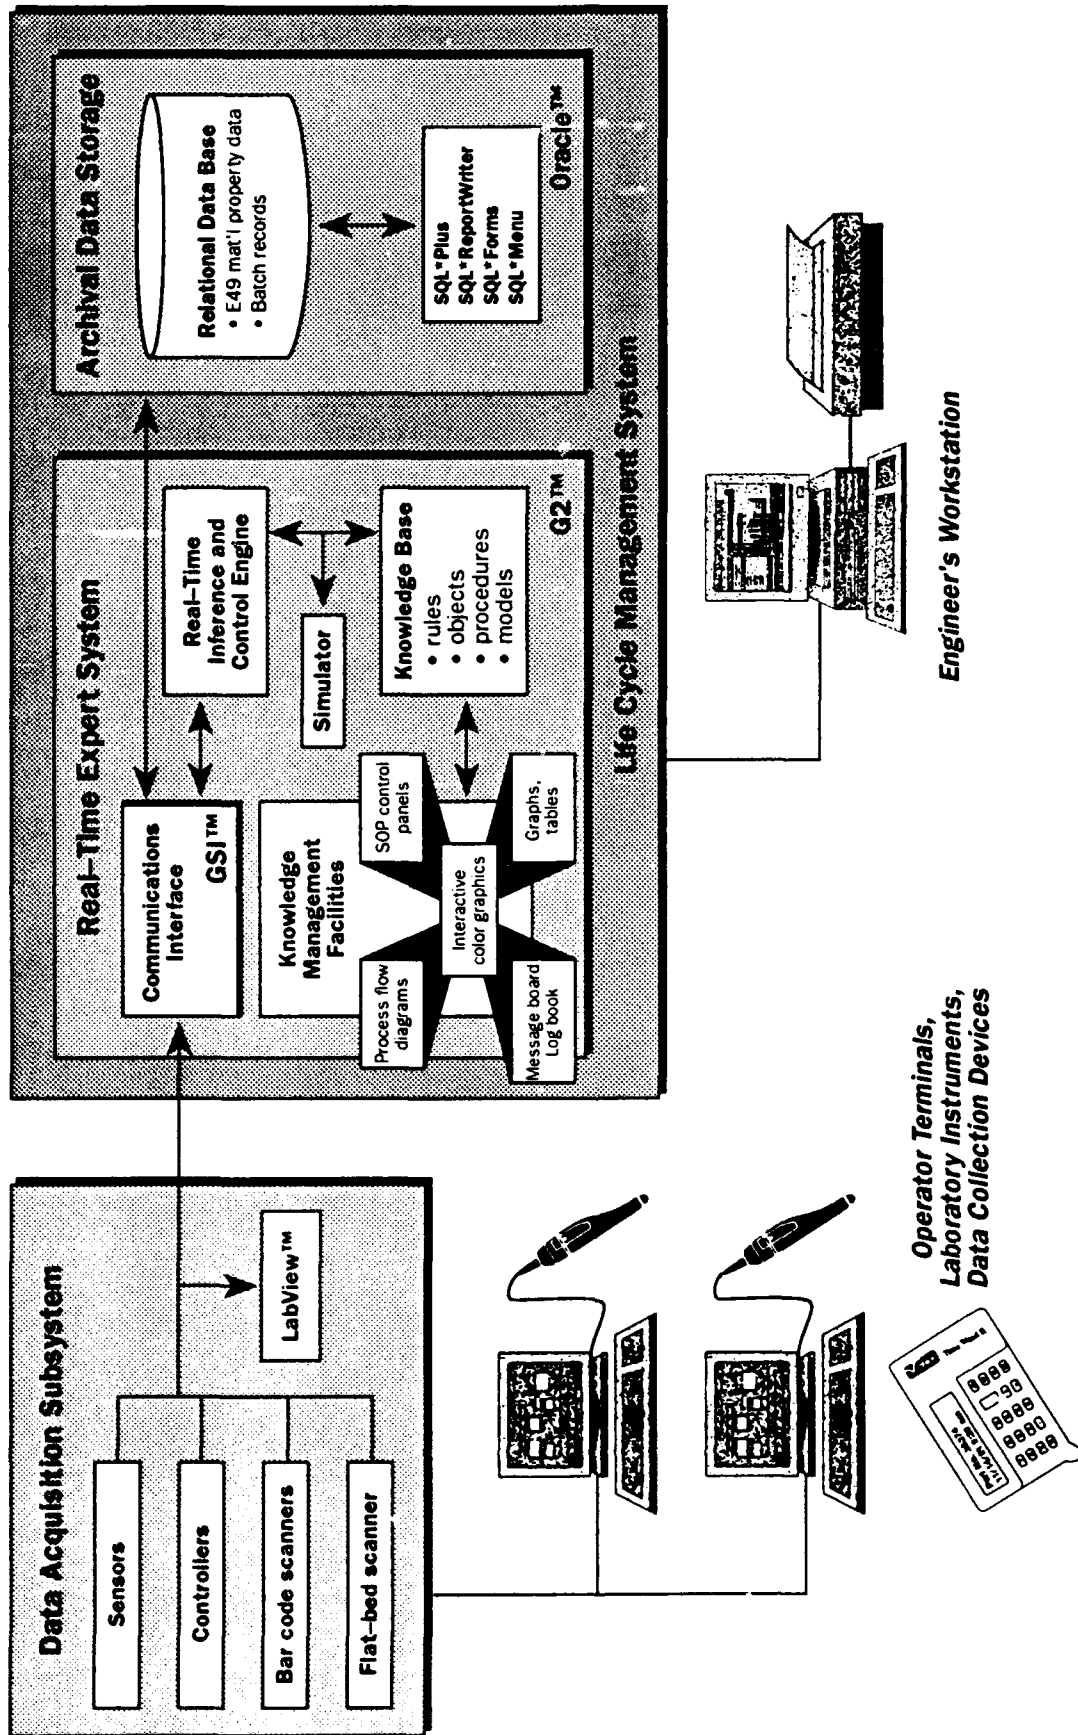 Data Acquisition Subsystem
Sensors
Controllers
Bar code scanners
Flat-bed scanner
LabView™
Real-Time Expert System
Communications
Interface
GSI™
Real-Time
Inference and
Control Engine
Knowledge
Management
Facilities
Simulator
Knowledge Base
• rules
• objects
• procedures
• models
Process flow
diagrams
SOP control
panels
Interactive
color graphics
Message board
Log book
Graphs,
tables
G2™
Archival Data Storage
Relational Data Base
• E49 mat'l property data
• Batch records
SQL*Plus
SQL*ReportWriter
SQL*Forms
SQL*Menu
Oracle™
Life Cycle Management System
Operator Terminals,
Laboratory Instruments,
Data Collection Devices
Engineer's Workstation